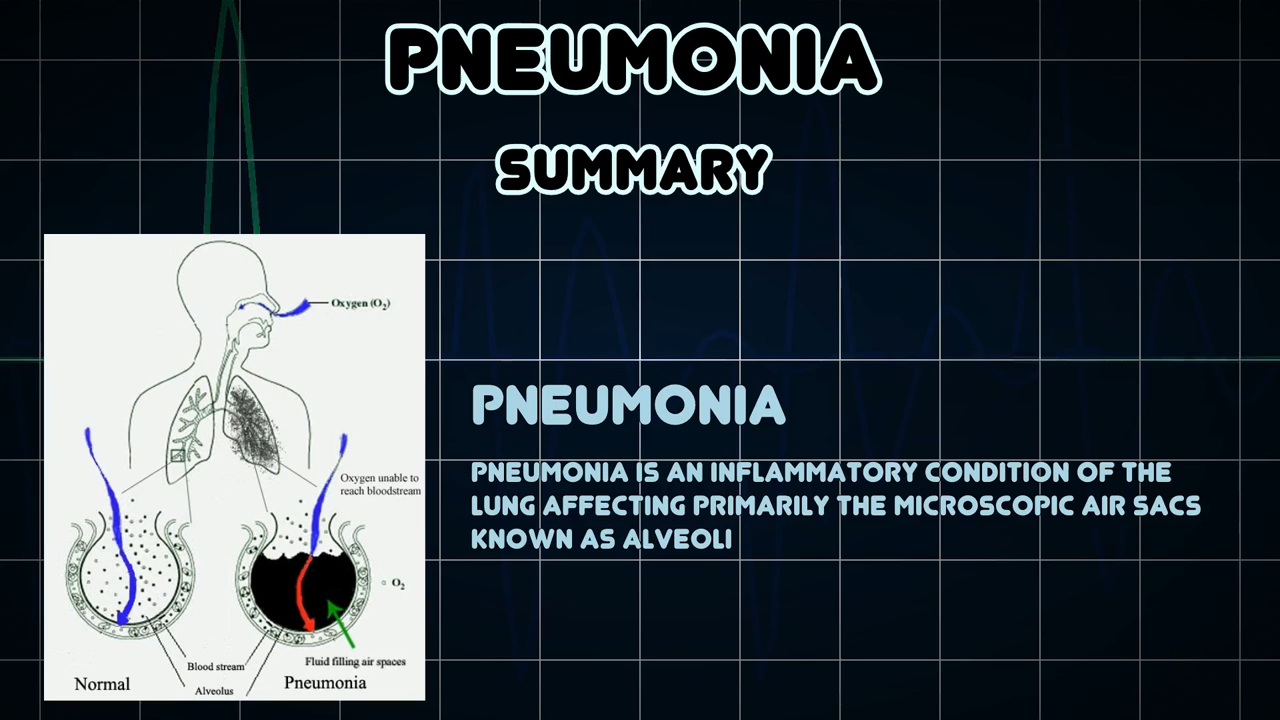 PNEUMONIA
SUMMARY
Oxygen (O₂)
PNEUMONIA
PNEUMONIA IS AN INFLAMMATORY CONDITION OF THE
LUNG AFFECTING PRIMARILY THE MICROSCOPIC AIR SACS
KNOWN AS ALVEOLI
Oxygen unable to
reach bloodstream
O₂
Blood stream
Fluid filling air spaces
Normal
Alveolus
Pneumonia